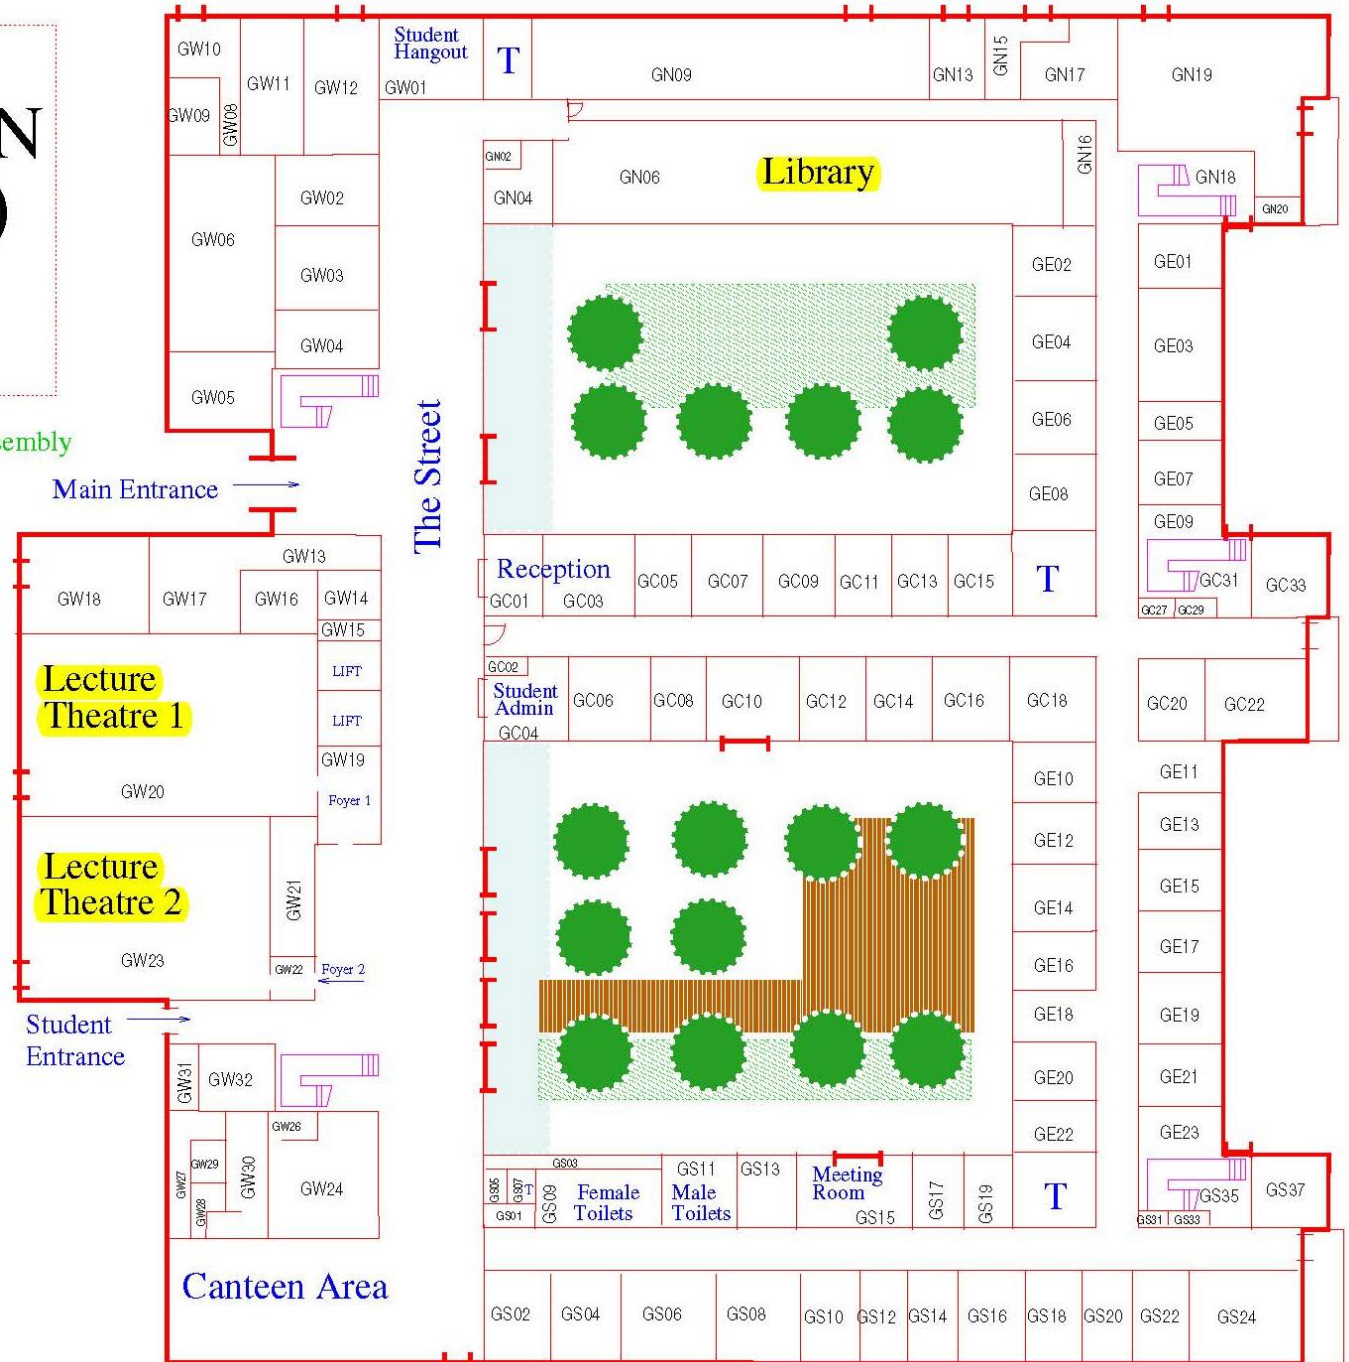 N
)
sembly
Student
Hangout
GW01
T
GW10
GW11
GW12
GW09
GW08
GN09
GN13
GN15
GN17
GN19
GN02
GN04
GN06
Library
GN16
GN18
GN20
GW02
GW06
GW03
GW04
GW05
GE02
GE04
GE06
GE08
GE01
GE03
GE05
GE07
GE09
The Street
Main Entrance
GW13
GW18
GW17
GW16
GW14
GW15
Reception
GC01
GC03
GC05
GC07
GC09
GC11
GC13
GC15
T
GC31
GC33
GC27
GC29
Lecture
Theatre 1
GW20
LIFT
LIFT
GW19
Foyer 1
GC02
Student
Admin
GC04
GC06
GC08
GC10
GC12
GC14
GC16
GC18
GC20
GC22
Lecture
Theatre 2
GW23
GW21
GW22
Foyer 2
GE10
GE12
GE14
GE16
GE18
GE20
GE22
GE11
GE13
GE15
GE17
GE19
GE21
GE23
Student
Entrance
GW31
GW32
GW26
GW27
GW29
GW28
GW30
GW24
GS03
GS05
GS07
T
GS01
GS09
Female
Toilets
GS11
Male
Toilets
GS13
Meeting
Room
GS15
GS17
GS19
T
GS35
GS37
GS31
GS33
Canteen Area
GS02
GS04
GS06
GS08
GS10
GS12
GS14
GS16
GS18
GS20
GS22
GS24